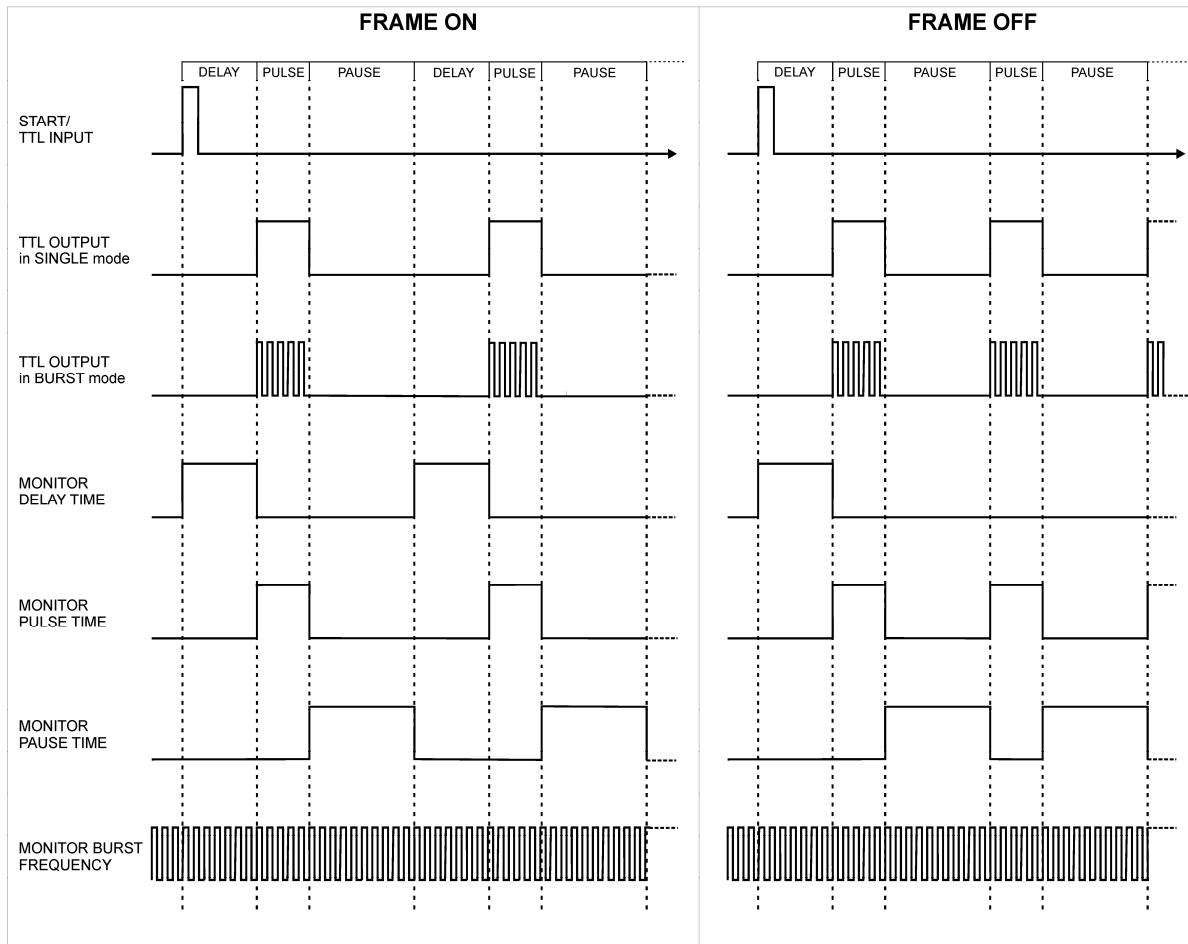 FRAME ON
FRAME OFF
DELAY PULSE PAUSE DELAY PULSE PAUSE
DELAY PULSE PAUSE PULSE PAUSE
START/
TTL INPUT
TTL OUTPUT
in SINGLE mode
TTL OUTPUT
in BURST mode
MONITOR
DELAY TIME
MONITOR
PULSE TIME
MONITOR
PAUSE TIME
MONITOR BURST
FREQUENCY